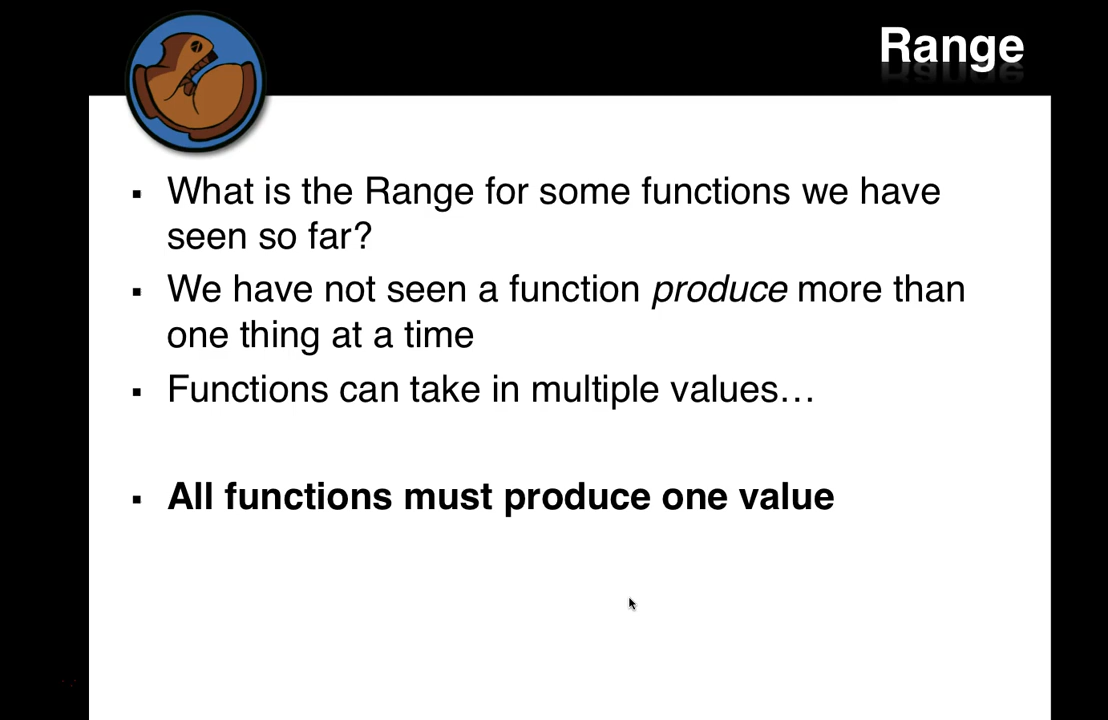 Range
▪ What is the Range for some functions we have
seen so far?
▪ We have not seen a function produce more than
one thing at a time
▪ Functions can take in multiple values…
▪ All functions must produce one value